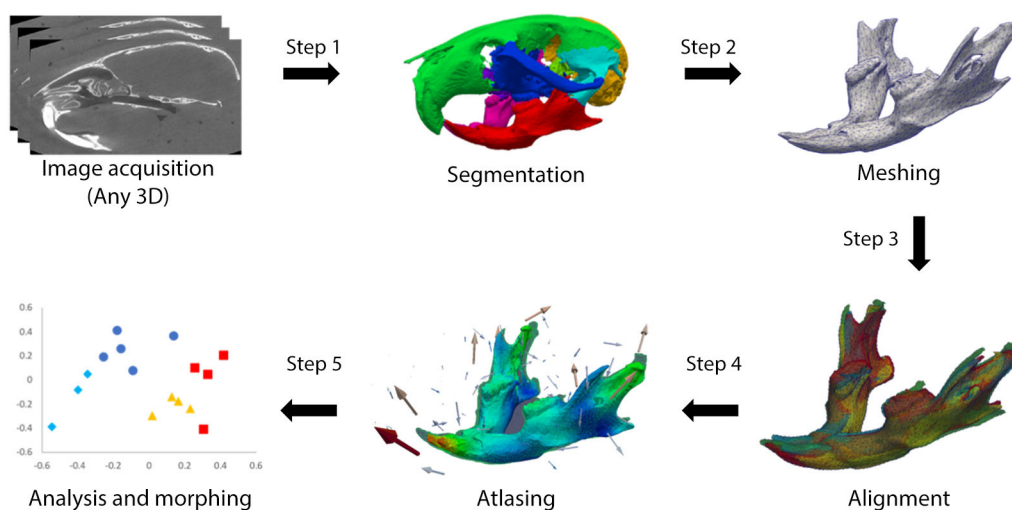 Step 1
Step 2
Image acquisition
(Any 3D)
Segmentation
Meshing
Step 3
0.6
0.4
0.2
0
-0.2
-0.4
-0.6
-0.6
-0.4
-0.2
0
0.2
0.4
0.6
Step 5
Step 4
Analysis and morphing
Atlasing
Alignment